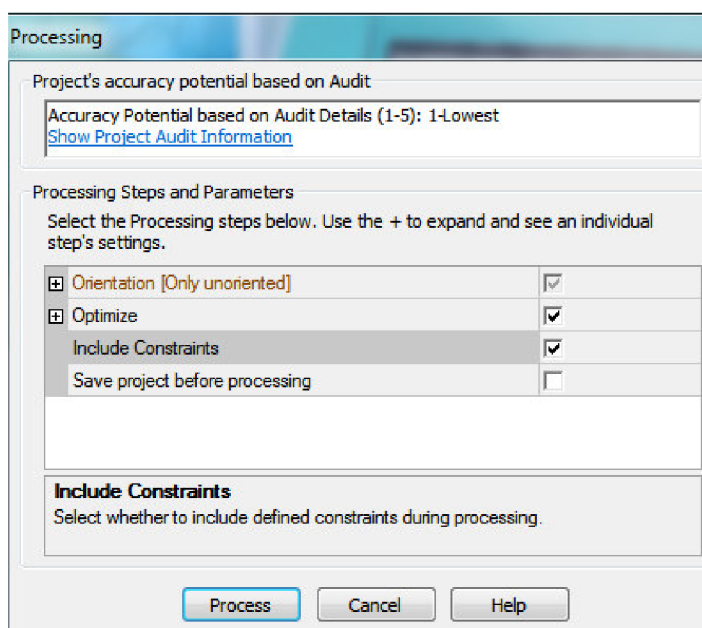 Processing
Project's accuracy potential based on Audit
Accuracy Potential based on Audit Details (1-5): 1-Lowest
Show Project Audit Information
Processing Steps and Parameters
Select the Processing steps below. Use the + to expand and see an individual
step's settings.
Orientation [Only unoriented]
Optimize
Include Constraints
Save project before processing
Include Constraints
Select whether to include defined constraints during processing.
Process Cancel Help